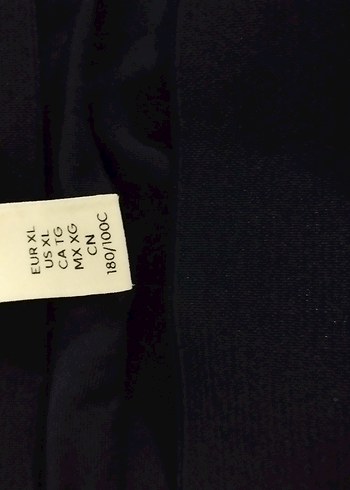 EUR XL
US XL
CA TG
MX XG
CN
180/100C